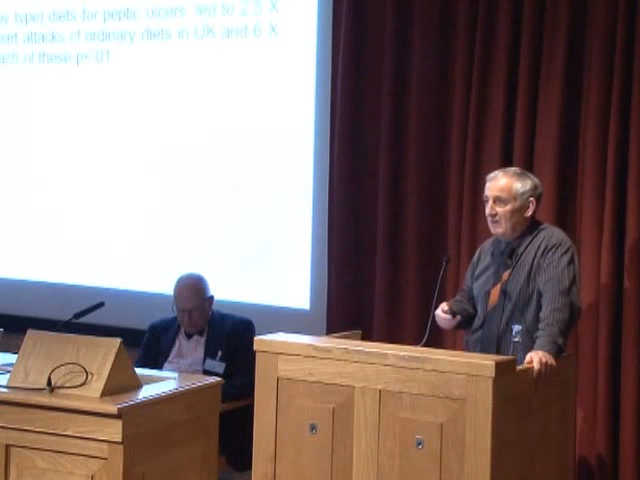 type) diets for peptic ulcers led to 2.5 X
attacks of ordinary diets in UK and 6 X
of these p<.01